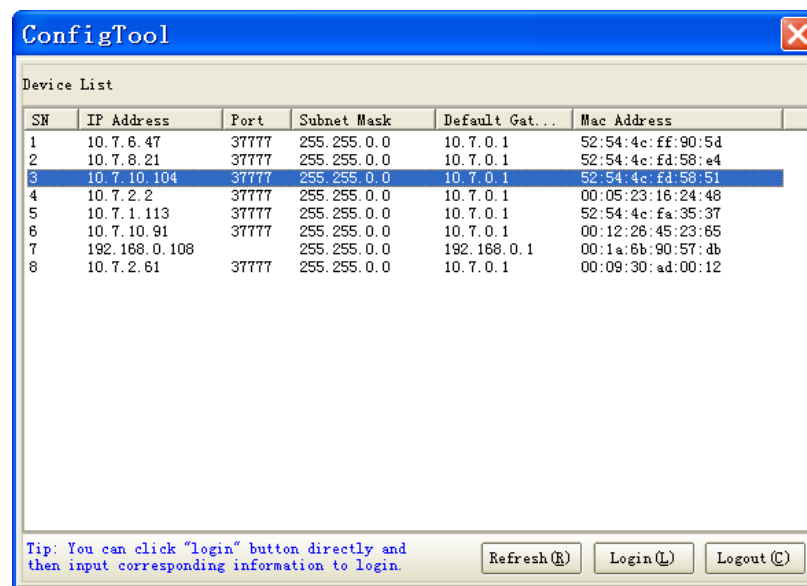 ConfigTool
Device List
SN IP Address Port Subnet Mask Default Gat... Mac Address
1 10.7.6.47 37777 255.255.0.0 10.7.0.1 52:54:4c:ff:90:5d
2 10.7.8.21 37777 255.255.0.0 10.7.0.1 52:54:4c:fd:58:e4
3 10.7.10.104 37777 255.255.0.0 10.7.0.1 52:54:4c:fd:58:51
4 10.7.2.2 37777 255.255.0.0 10.7.0.1 00:05:23:16:24:48
5 10.7.1.113 37777 255.255.0.0 10.7.0.1 52:54:4c:fa:35:37
6 10.7.10.91 37777 255.255.0.0 10.7.0.1 00:12:26:45:23:65
7 192.168.0.108 255.255.0.0 192.168.0.1 00:1a:6b:90:57:db
8 10.7.2.61 37777 255.255.0.0 10.7.0.1 00:09:30:ad:00:12
Tip: You can click "login" button directly and
then input corresponding information to login.
Refresh(R) Login(L) Logout(C)